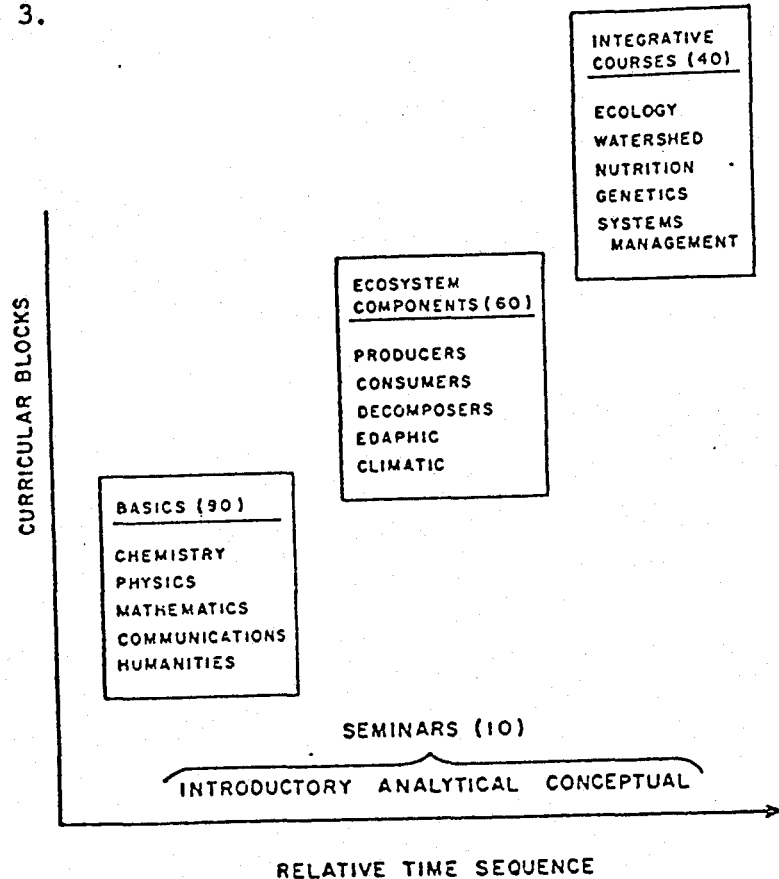 3.
INTEGRATIVE
COURSES (40)
ECOLOGY
WATERSHED
NUTRITION
GENETICS
SYSTEMS
MANAGEMENT
ECOSYSTEM
COMPONENTS (60)
PRODUCERS
CONSUMERS
DECOMPOSERS
EDAPHIC
CLIMATIC
CURRICULAR BLOCKS
BASICS (90)
CHEMISTRY
PHYSICS
MATHEMATICS
COMMUNICATIONS
HUMANITIES
SEMINARS (10)
INTRODUCTORY ANALYTICAL CONCEPTUAL
RELATIVE TIME SEQUENCE